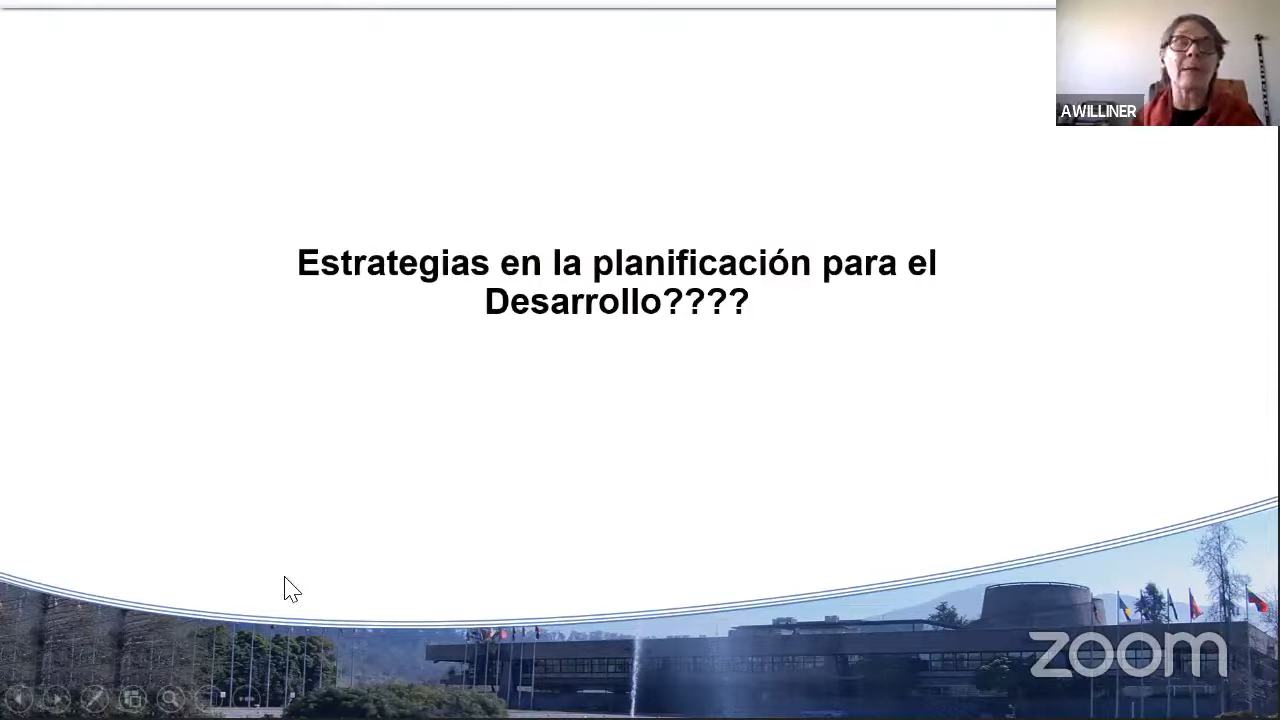 AWILLINER
Estrategias en la planificación para el
Desarrollo????
zoom